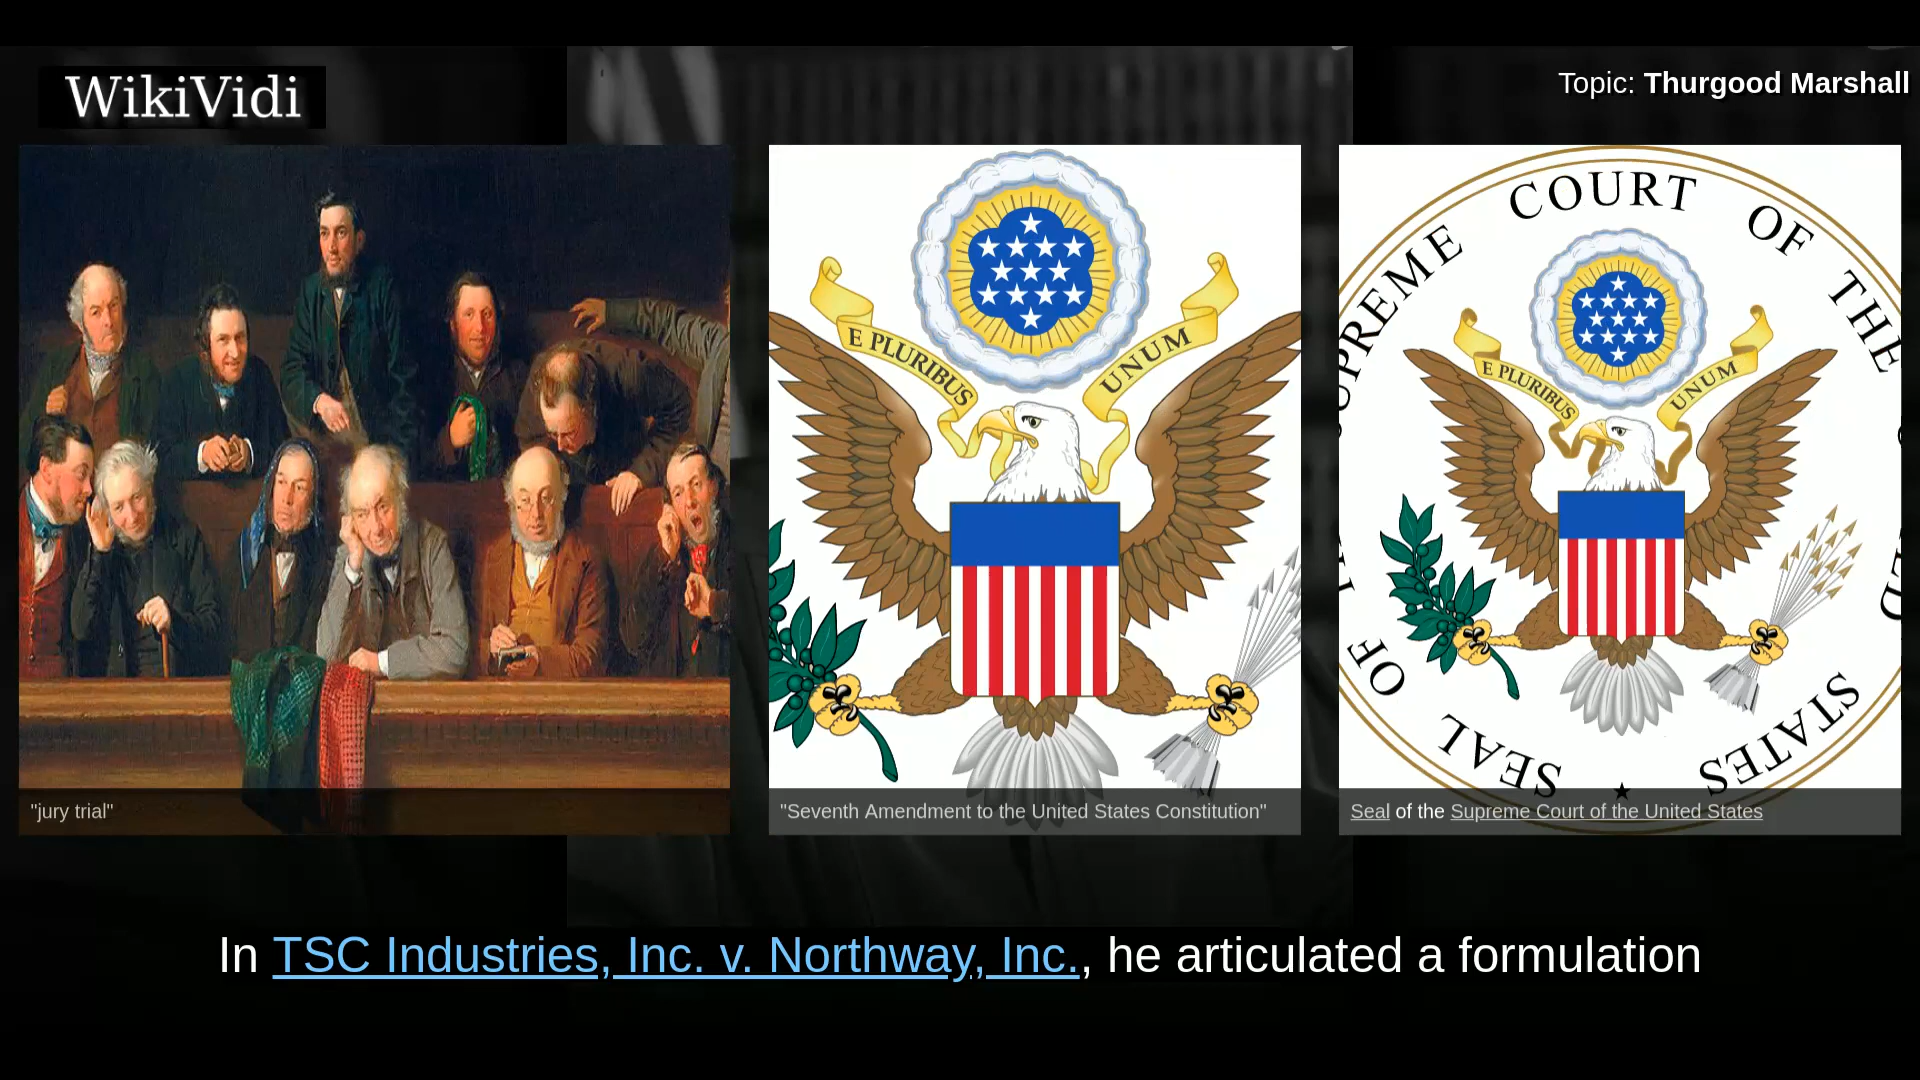 WikiVidi
Topic: Thurgood Marshall
E PLURIBUS UNUM
SUPREME COURT OF THE
STATES
SEAL OF
E PLURIBUS UNUM
"jury trial"
"Seventh Amendment to the United States Constitution"
Seal of the Supreme Court of the United States
In TSC Industries, Inc. v. Northway, Inc., he articulated a formulation